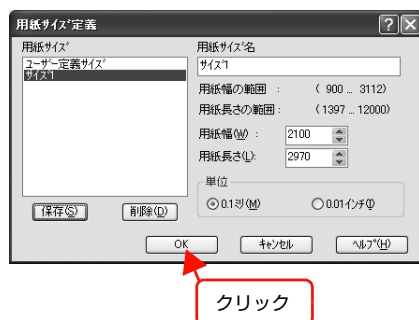 用紙サイズ定義
用紙サイズ
ユーザー定義サイズ
サイズ1
保存(S)
削除(D)
用紙サイズ名
サイズ1
用紙幅の範囲 : ( 900 .. 3112)
用紙長さの範囲 : (1397 .. 12000)
用紙幅(W) : 2100
用紙長さ(L): 2970
単位
0.1ミリ(M)
0.01インチ(I)
OK
キャンセル
ヘルプ(H)
クリック